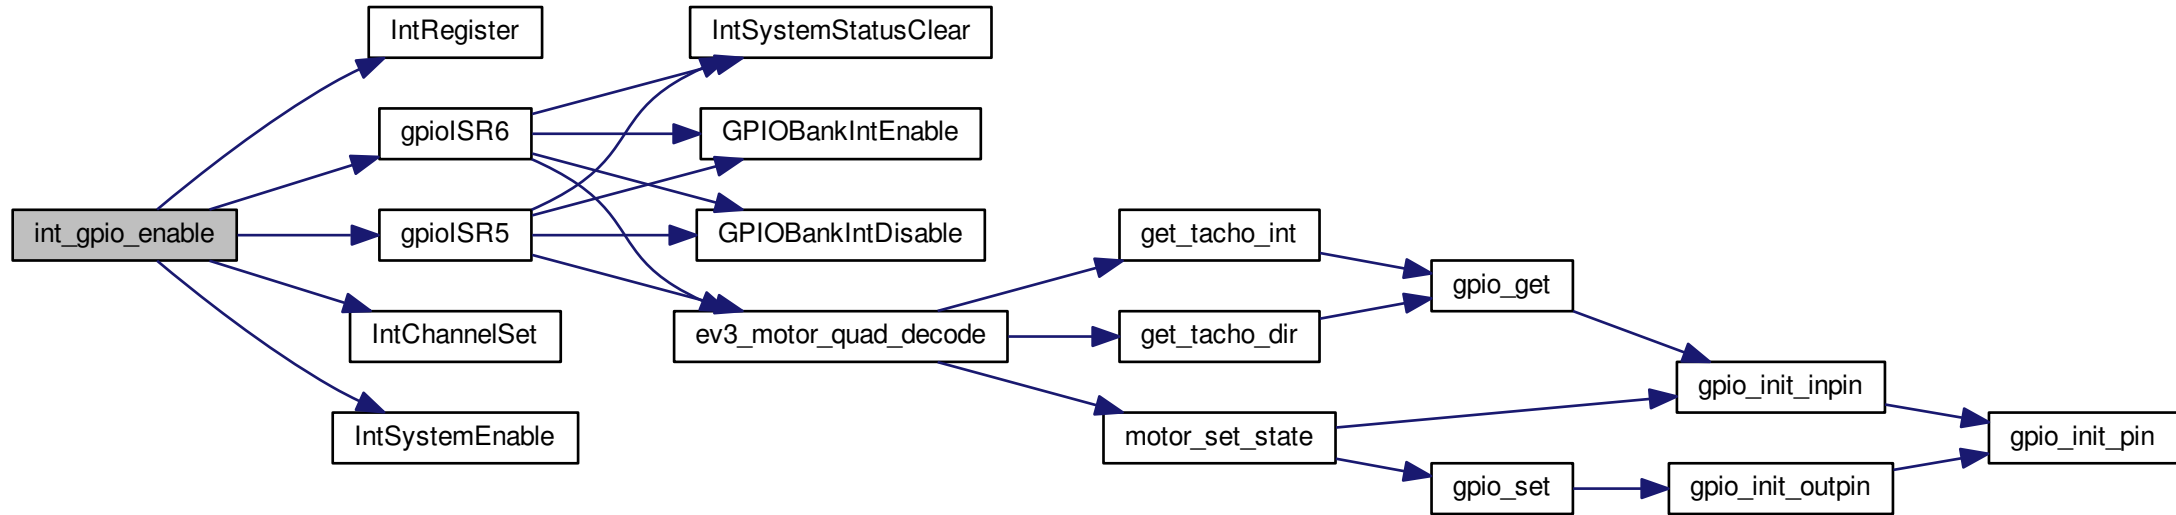 int_gpio_enable
IntRegister
gpioISR6
gpioISR5
IntChannelSet
IntSystemEnable
IntSystemStatusClear
GPIOBankIntEnable
GPIOBankIntDisable
ev3_motor_quad_decode
get_tacho_int
get_tacho_dir
motor_set_state
gpio_get
gpio_set
gpio_init_inpin
gpio_init_outpin
gpio_init_pin